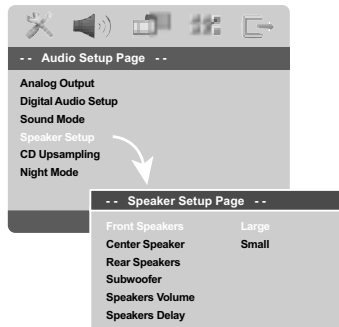 - - Audio Setup Page - -
Analog Output
Digital Audio Setup
Sound Mode
Speaker Setup
CD Upsampling
Night Mode
- - Speaker Setup Page - -
Front Speakers Large
Center Speaker Small
Rear Speakers
Subwoofer
Speakers Volume
Speakers Delay